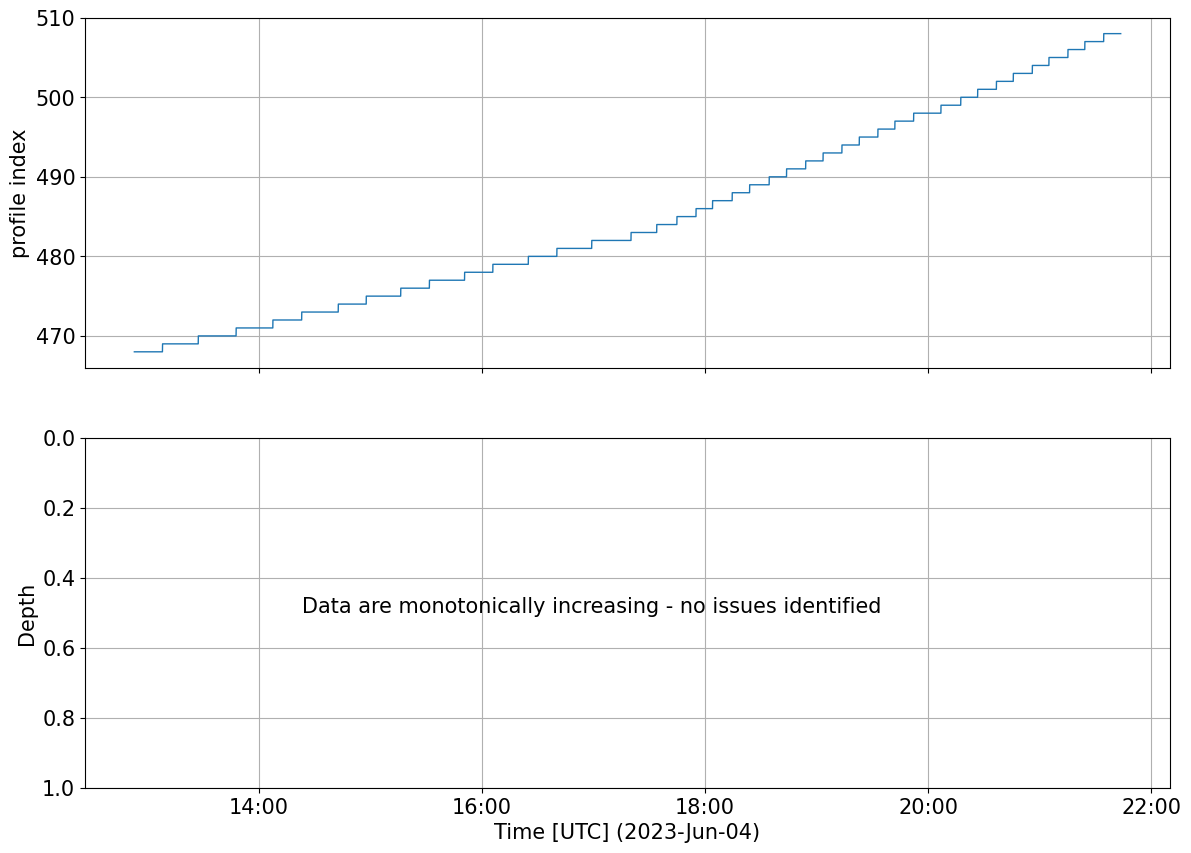 510
500
490
480
470
profile index
0.0
0.2
0.4
0.6
0.8
1.0
Depth
Data are monotonically increasing - no issues identified
14:00 16:00 18:00 20:00 22:00
Time [UTC] (2023-Jun-04)